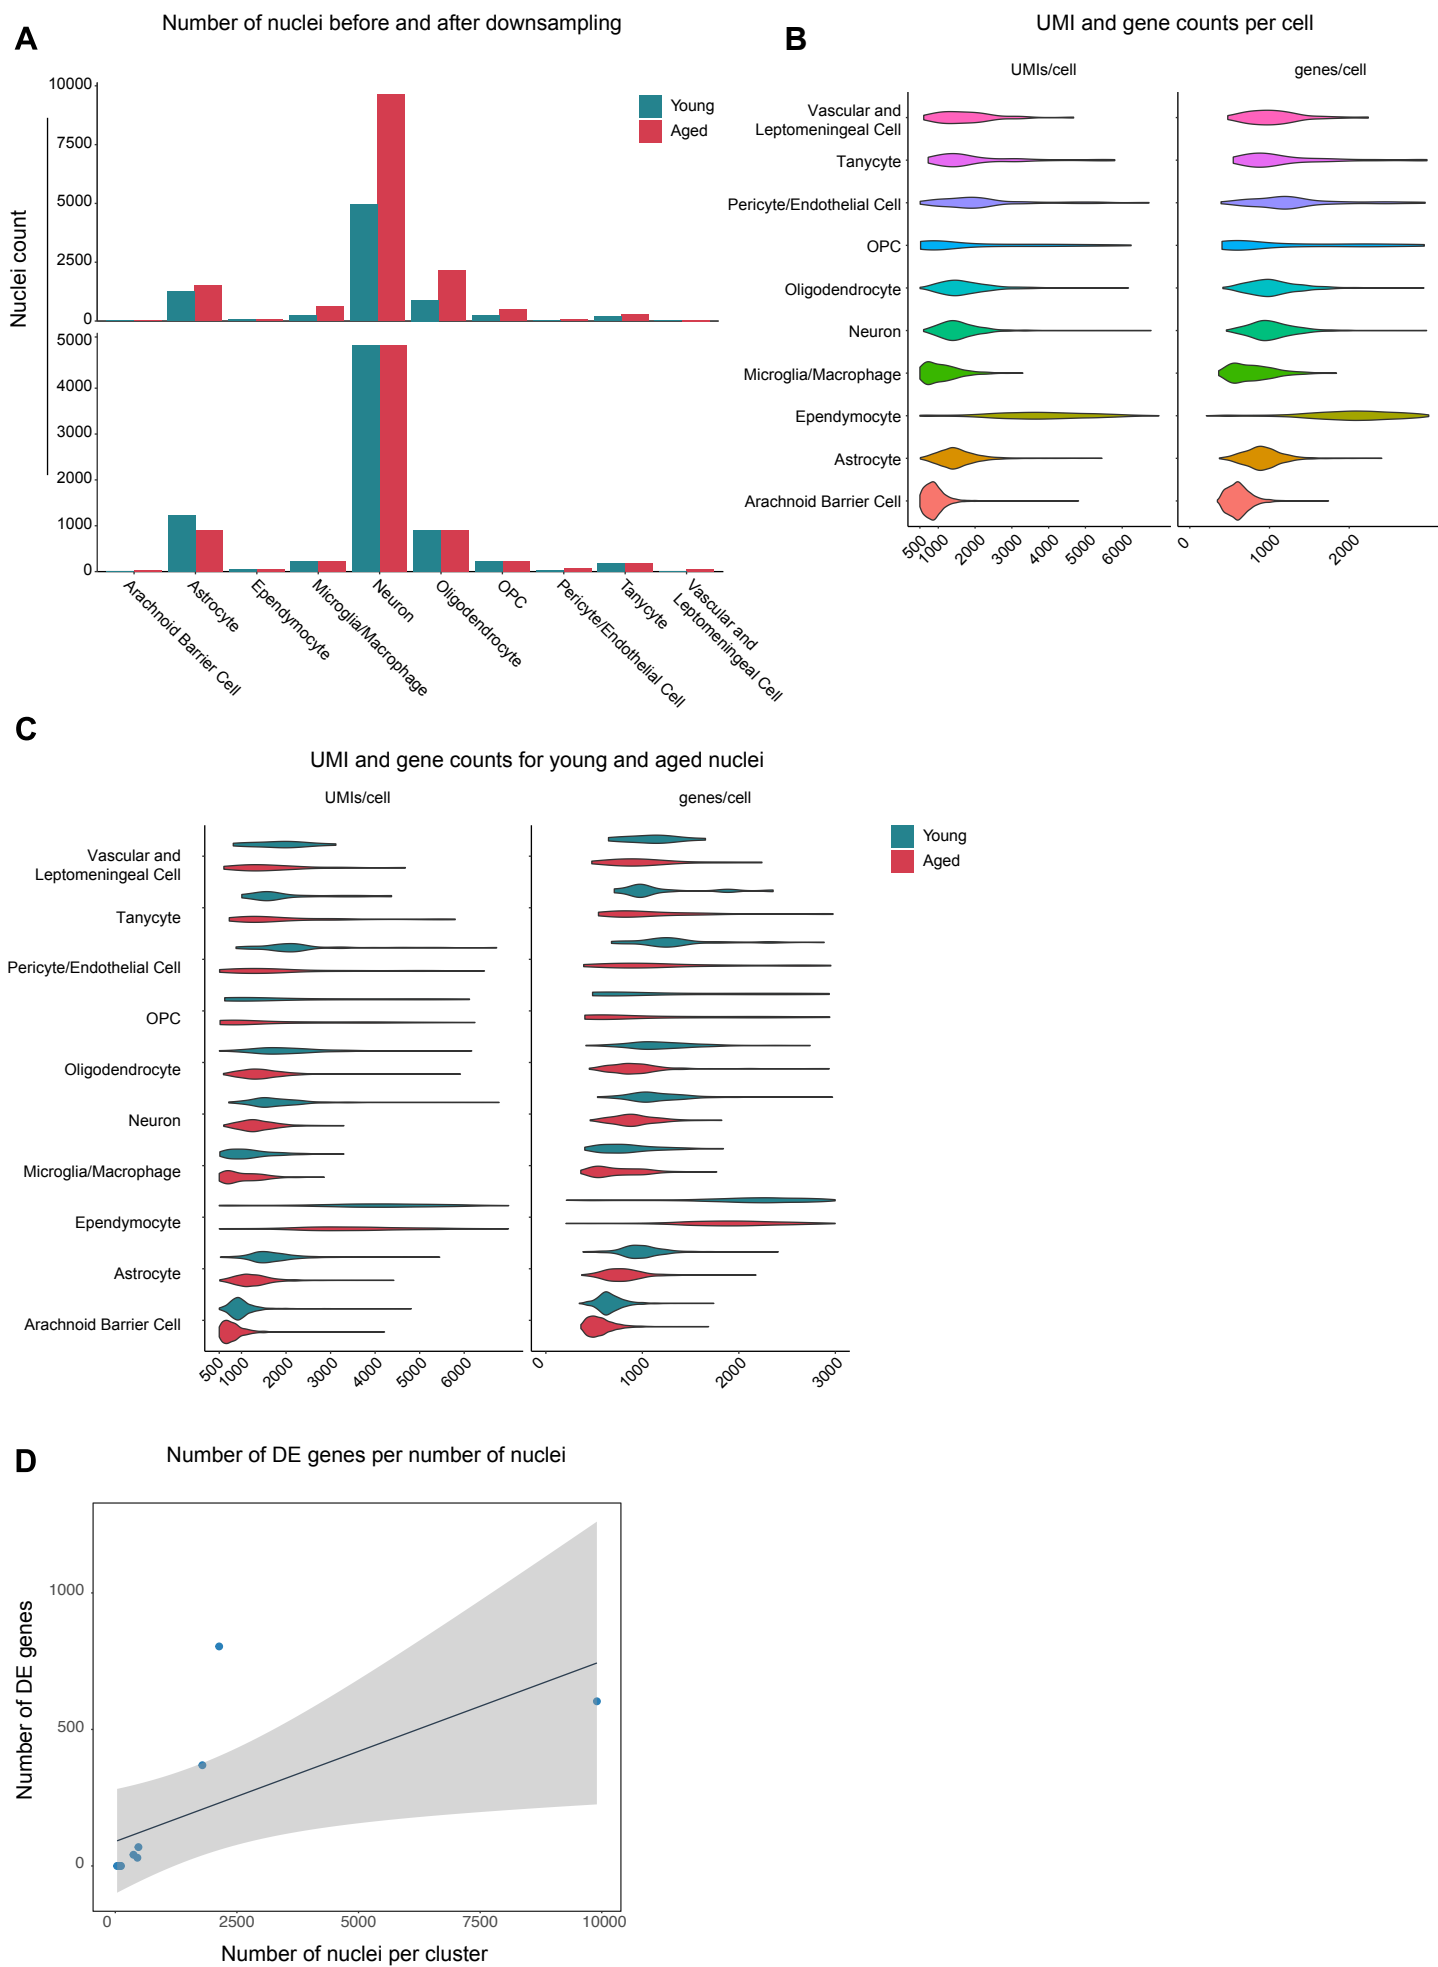 A
Number of nuclei before and after downsampling
10000
7500
5000
2500
0
Young
Aged
Nuclei count
5000
4000
3000
2000
1000
0
Arachnoid Barrier Cell
Astrocyte
Ependymocyte
Microglia/Macrophage
Neuron
Oligodendrocyte
OPC
Pericyte/Endothelial Cell
Tanycyte
Vascular and
Leptomeningeal Cell
B
UMI and gene counts per cell
UMIs/cell
genes/cell
Vascular and
Leptomeningeal Cell
Tanycyte
Pericyte/Endothelial Cell
OPC
Oligodendrocyte
Neuron
Microglia/Macrophage
Ependymocyte
Astrocyte
Arachnoid Barrier Cell
500
1000
2000
3000
4000
5000
6000
0
1000
2000
C
UMI and gene counts for young and aged nuclei
UMIs/cell
genes/cell
Young
Aged
Vascular and
Leptomeningeal Cell
Tanycyte
Pericyte/Endothelial Cell
OPC
Oligodendrocyte
Neuron
Microglia/Macrophage
Ependymocyte
Astrocyte
Arachnoid Barrier Cell
500
1000
2000
3000
4000
5000
6000
0
1000
2000
3000
D
Number of DE genes per number of nuclei
Number of DE genes
1000
500
0
0
2500
5000
7500
10000
Number of nuclei per cluster